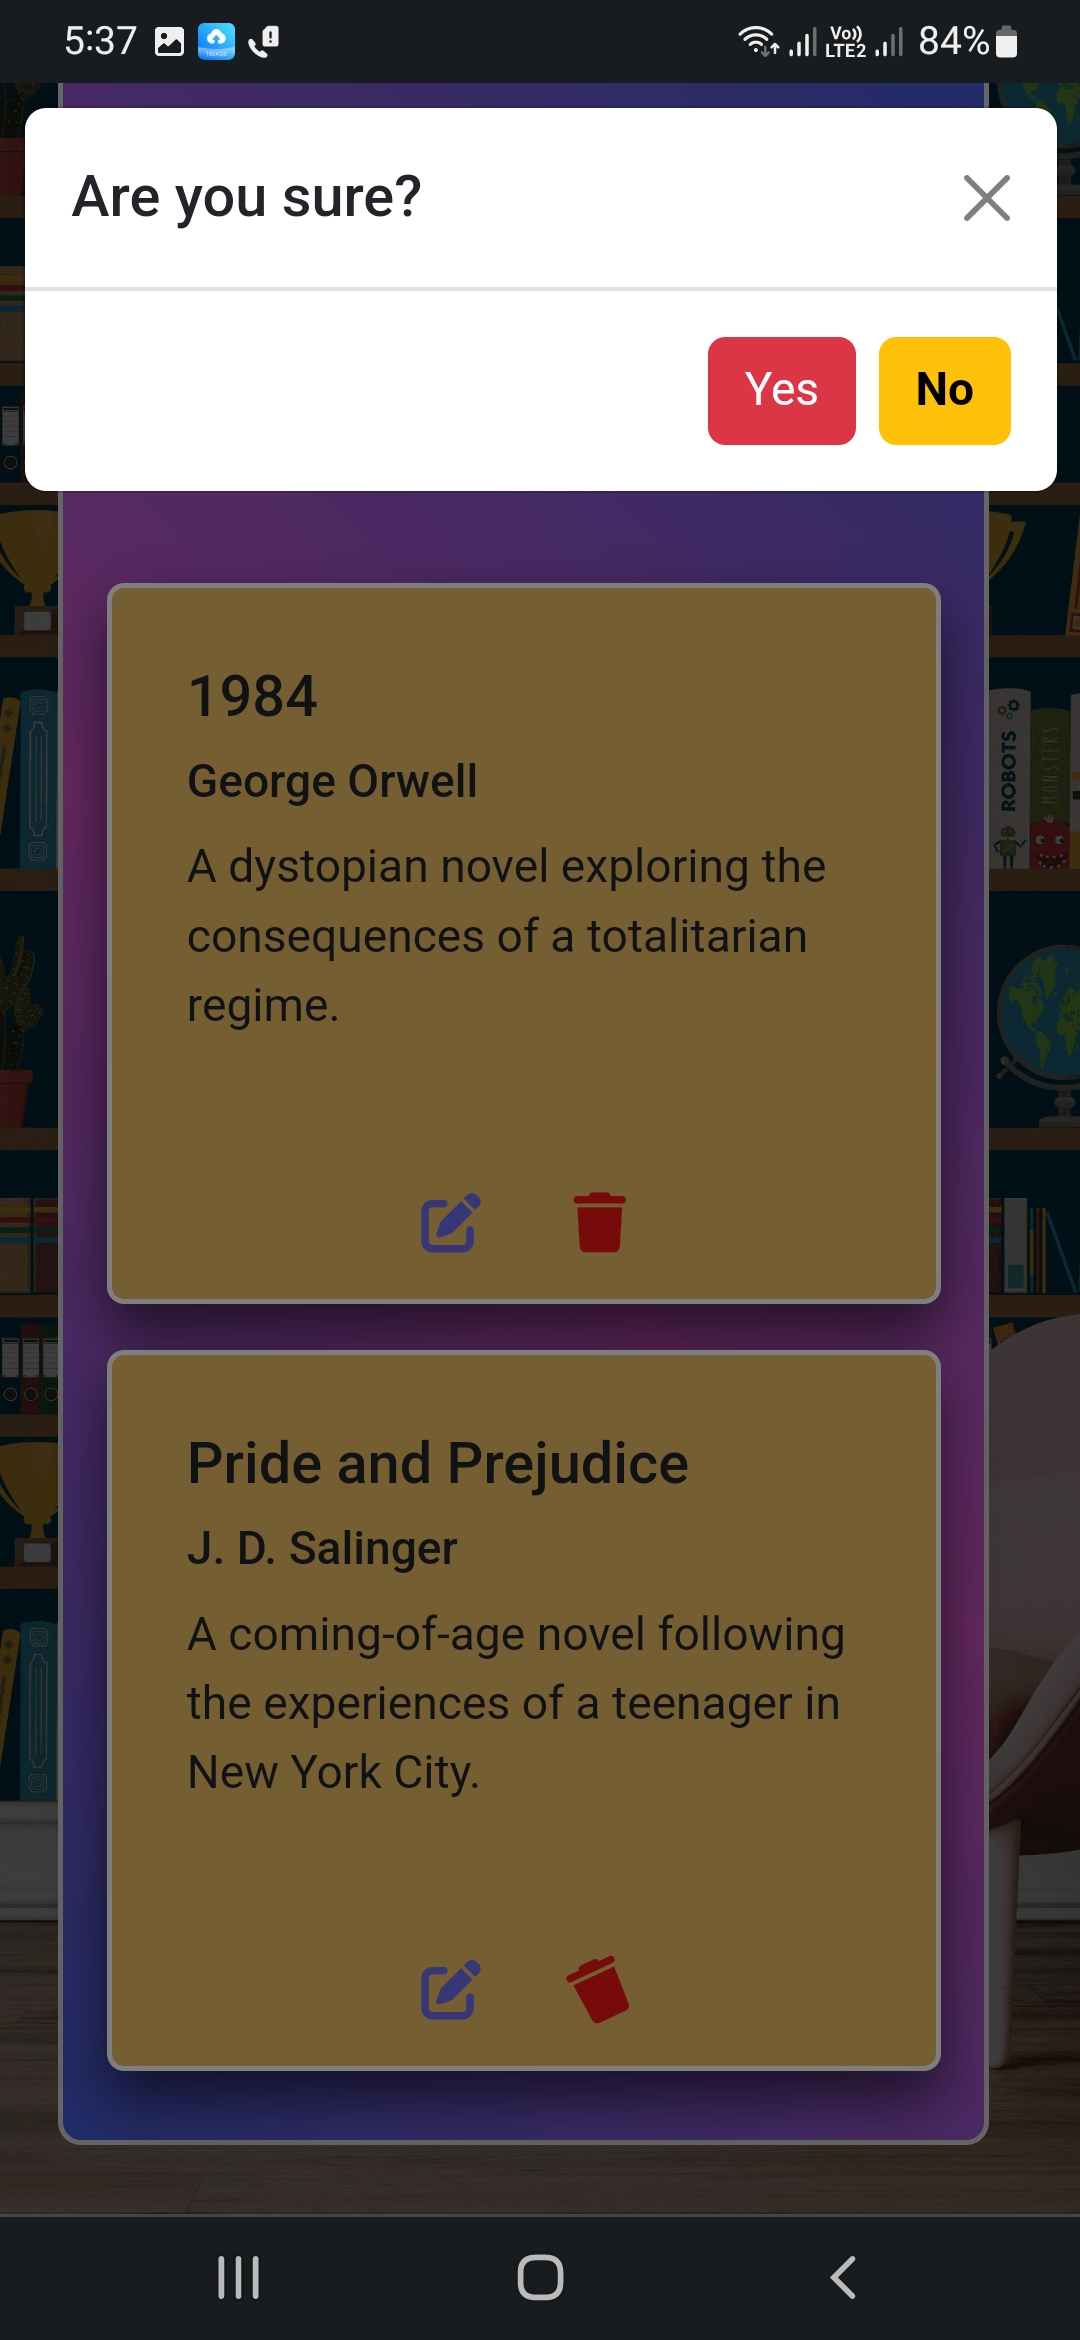 5:37
Vo))
LTE2
84%
Are you sure?
Yes
No
1984
George Orwell
A dystopian novel exploring the
consequences of a totalitarian
regime.
ROBOTS
MONSTERS
Pride and Prejudice
J. D. Salinger
A coming-of-age novel following
the experiences of a teenager in
New York City.